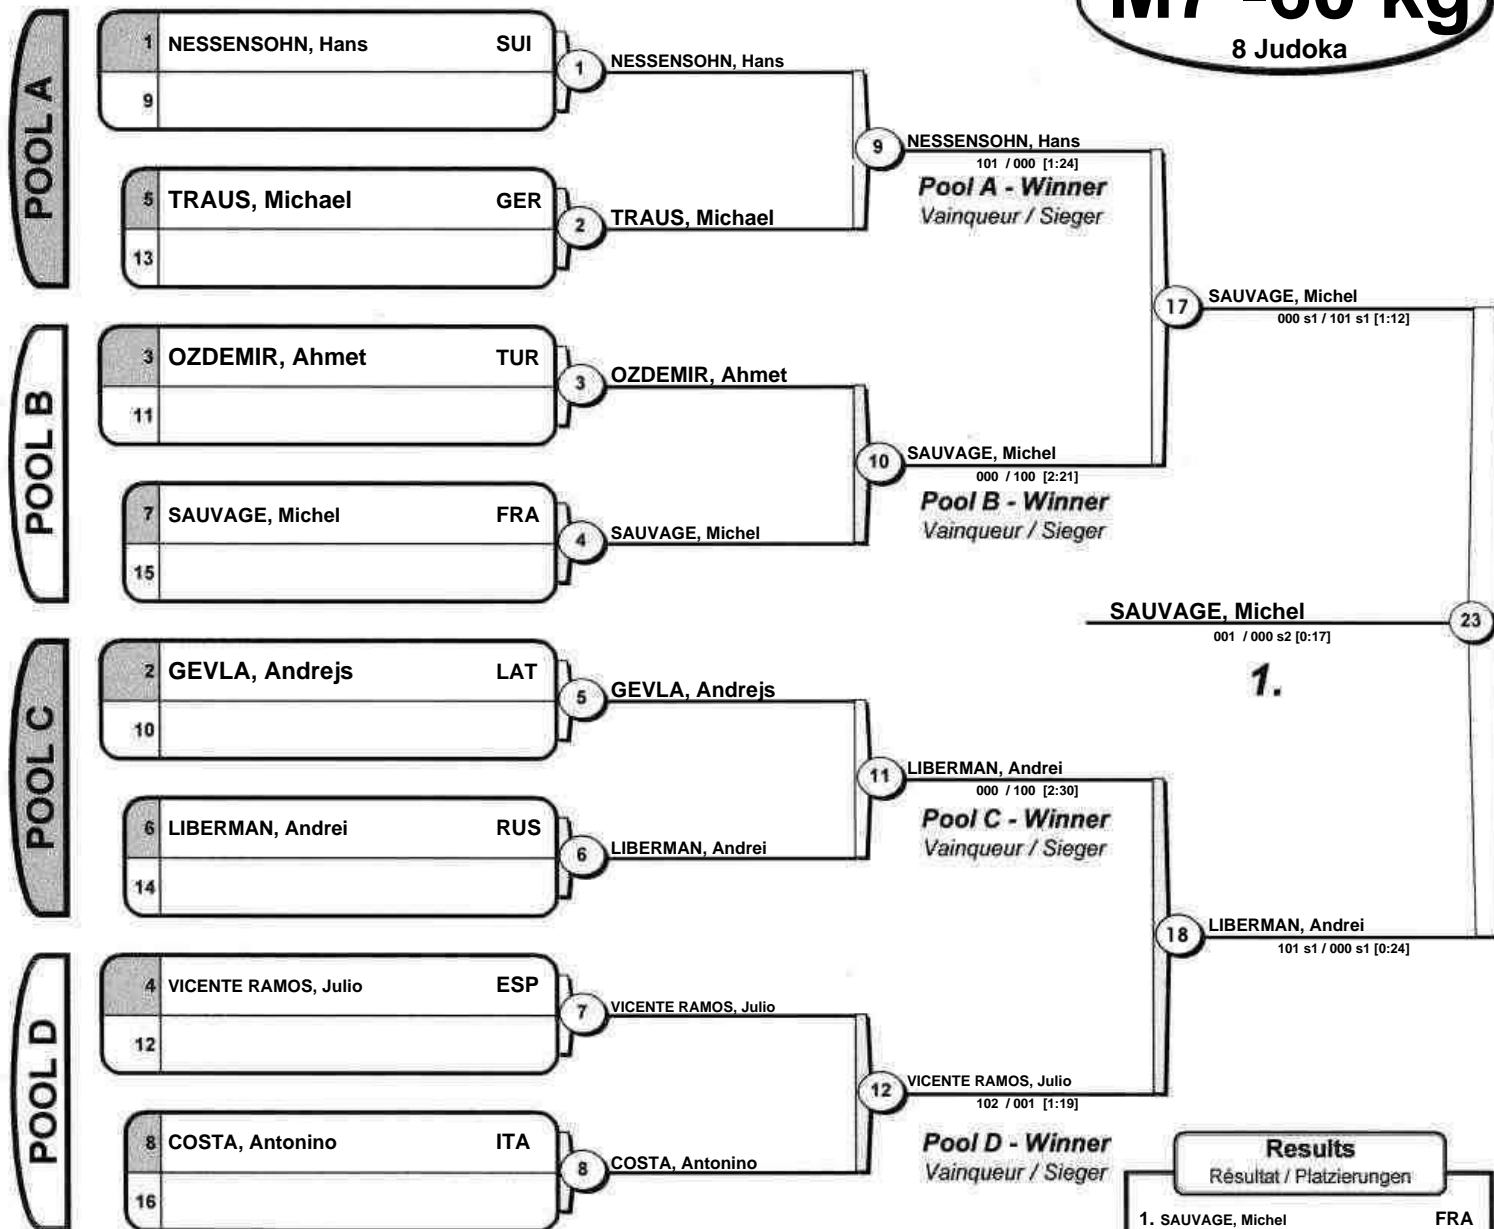 M7 -60 kg
8 Judoka
POOL A
1 NESSENSOHN, Hans SUI
9
5 TRAUS, Michael GER
13
1 NESSENSOHN, Hans
2 TRAUS, Michael
9 NESSENSOHN, Hans
101 / 000 [1:24]
Pool A - Winner
Vainqueur / Sieger
POOL B
3 OZDEMIR, Ahmet TUR
11
7 SAUVAGE, Michel FRA
15
3 OZDEMIR, Ahmet
4 SAUVAGE, Michel
10 SAUVAGE, Michel
000 / 100 [2:21]
Pool B - Winner
Vainqueur / Sieger
17 SAUVAGE, Michel
000 s1 / 101 s1 [1:12]
SAUVAGE, Michel 23
001 / 000 s2 [0:17]
1.
POOL C
2 GEVLA, Andrejs LAT
10
6 LIBERMAN, Andrei RUS
14
5 GEVLA, Andrejs
6 LIBERMAN, Andrei
11 LIBERMAN, Andrei
000 / 100 [2:30]
Pool C - Winner
Vainqueur / Sieger
18 LIBERMAN, Andrei
101 s1 / 000 s1 [0:24]
POOL D
4 VICENTE RAMOS, Julio ESP
12
8 COSTA, Antonino ITA
16
7 VICENTE RAMOS, Julio
8 COSTA, Antonino
12 VICENTE RAMOS, Julio
102 / 001 [1:19]
Pool D - Winner
Vainqueur / Sieger
Results
Résultat / Platzierungen
1. SAUVAGE, Michel FRA